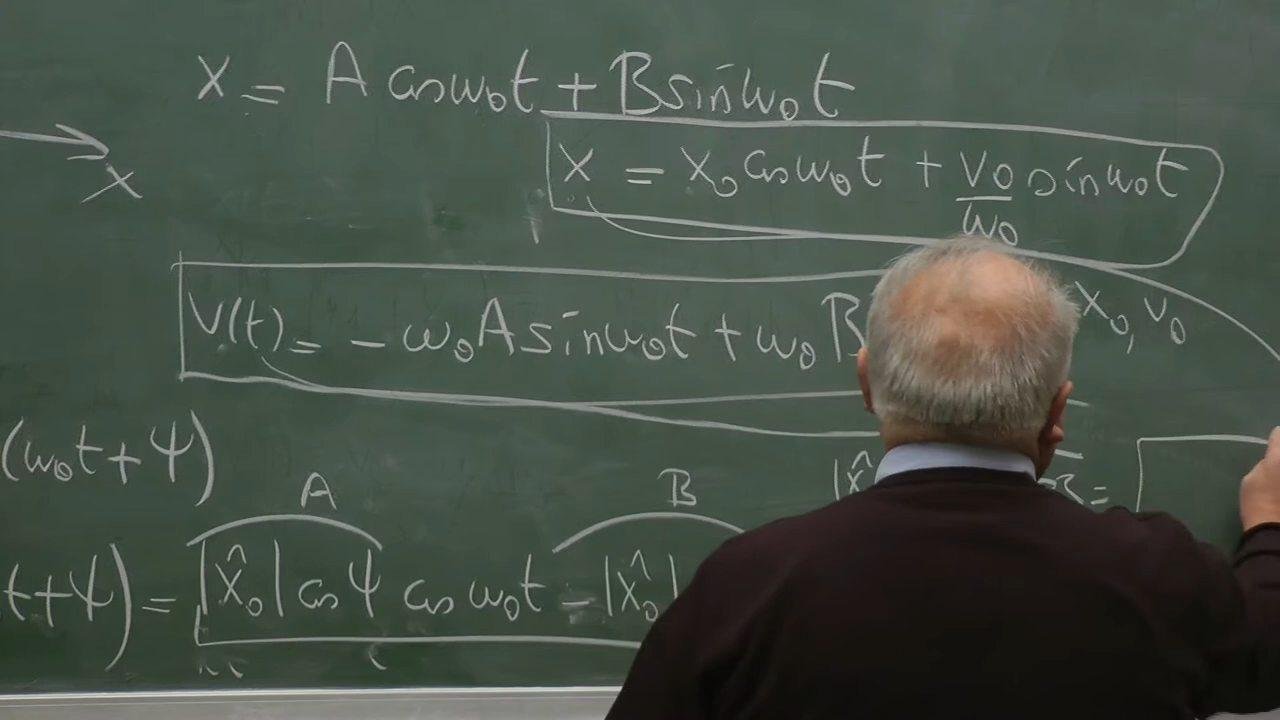 x = A cos ω₀t + B sin ω₀t
x
x = x₀ cos ω₀t + v₀/ω₀ sin ω₀t
v(t) = - ω₀ A sin ω₀t + ω₀ B
x₀, v₀
(ω₀t + Ψ)
A
B
|x̂
=
t + Ψ) = |x̂₀| cos Ψ cos ω₀t - |x̂₀|